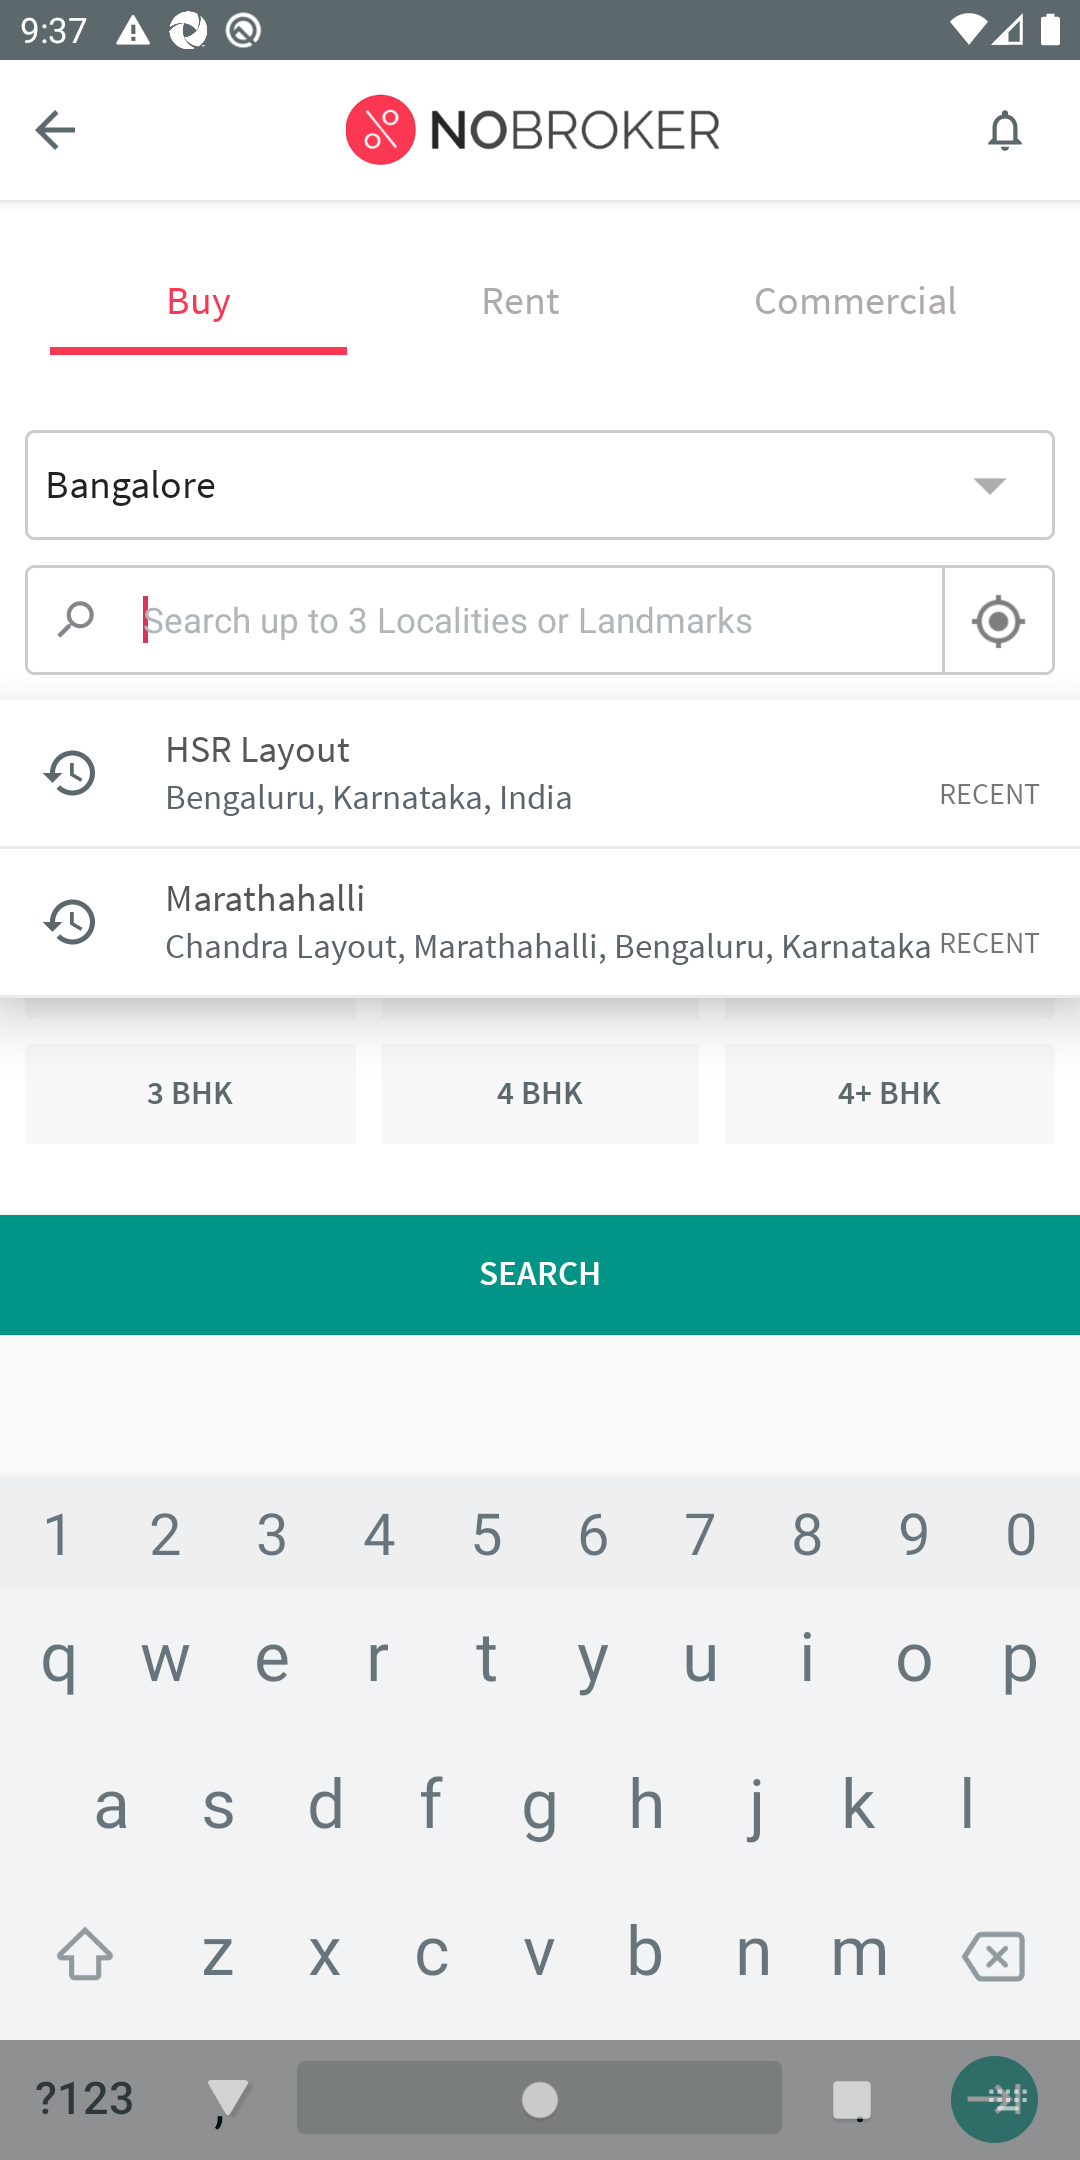 9:37
NOBROKER
Buy Rent Commercial
Bangalore
Search up to 3 Localities or Landmarks
HSR Layout
Bengaluru, Karnataka, India RECENT
Marathahalli
Chandra Layout, Marathahalli, Bengaluru, Karnataka RECENT
3 BHK 4 BHK 4+ BHK
SEARCH
1 2 3 4 5 6 7 8 9 0
q w e r t y u i o p
a s d f g h j k l
z x c v b n m
?123 , .